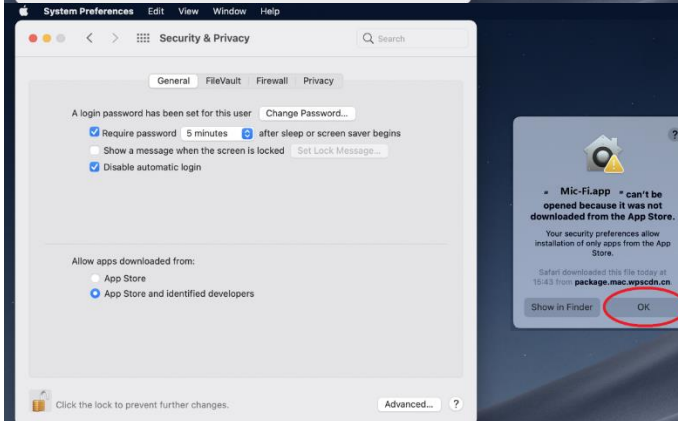 System Preferences Edit View Window Help
Security & Privacy
Search
General FileVault Firewall Privacy
A login password has been set for this user Change Password...
Require password 5 minutes after sleep or screen saver begins
Show a message when the screen is locked Set Lock Message...
Disable automatic login
Allow apps downloaded from:
App Store
App Store and identified developers
Click the lock to prevent further changes.
Advanced... ?
?
" Mic-Fi.app " can't be
opened because it was not
downloaded from the App Store.
Your security preferences allow
installation of only apps from the App
Store.
Safari downloaded this file today at
15:43 from package.mac.wpscdn.cn.
Show in Finder OK